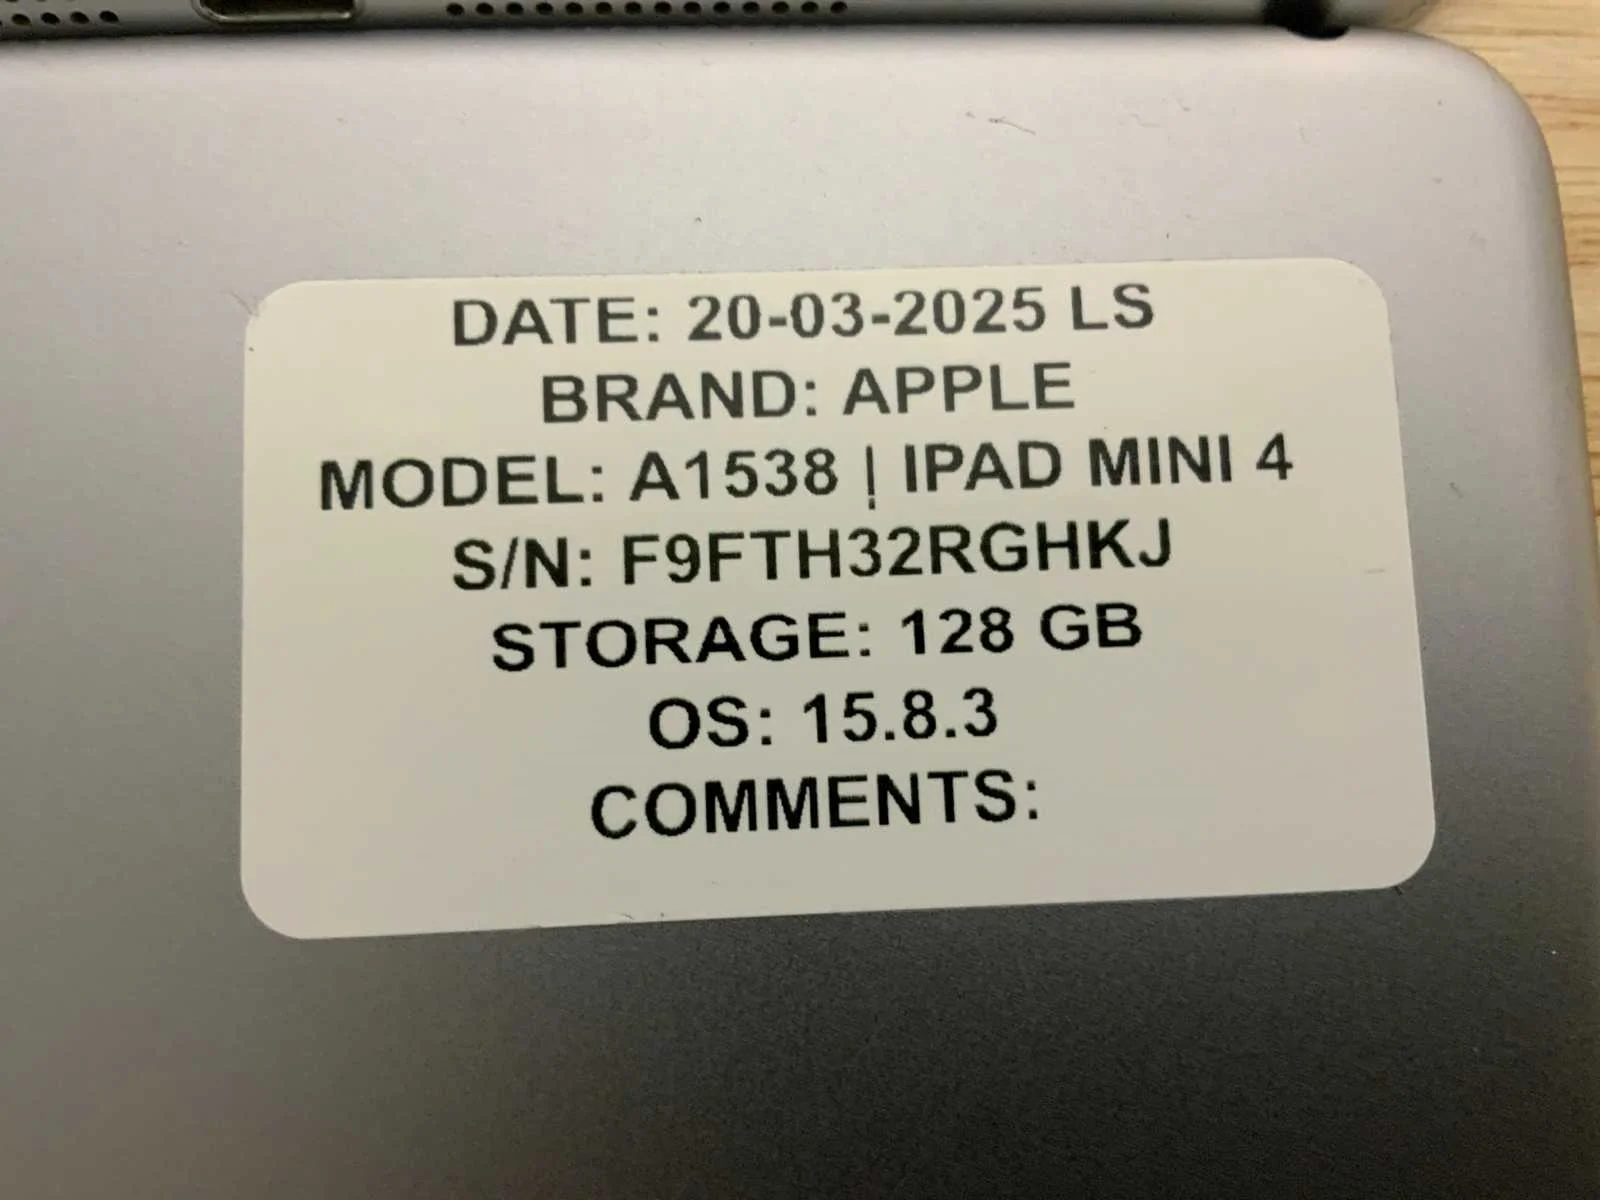 DATE: 20-03-2025 LS
BRAND: APPLE
MODEL: A1538 | IPAD MINI 4
S/N: F9FTH32RGHKJ
STORAGE: 128 GB
OS: 15.8.3
COMMENTS: